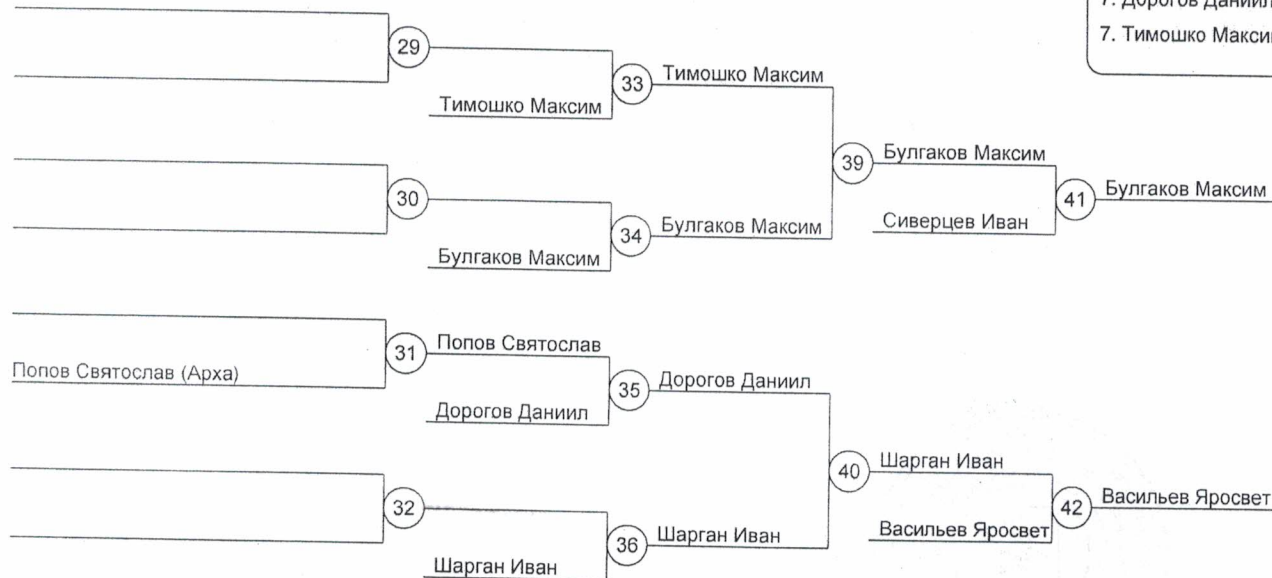 7. Дорогов Даниил
7. Тимошко
29
33
Тимошко Максим
Тимошко Максим
39
Булгаков Максим
30
34
Булгаков Максим
41
Булгаков Максим
Сиверцев Иван
Булгаков Максим
31
Попов Святослав
Попов Святослав (Арха)
35
Дорогов Даниил
Дорогов Даниил
40
Шарган Иван
32
36
Шарган Иван
42
Васильев Яросвет
Васильев Яросвет
Шарган Иван